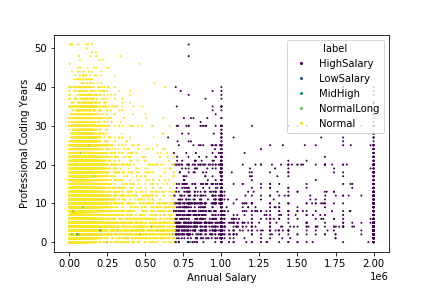 label
HighSalary
LowSalary
MidHigh
NormalLong
Normal
Professional Coding Years
50
40
30
20
10
0
0.00 0.25 0.50 0.75 1.00 1.25 1.50 1.75 2.00
1e6
Annual Salary